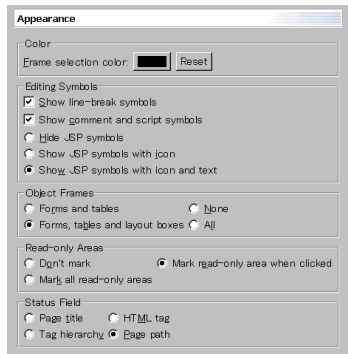 Appearance
Color
Frame selection color: Reset
Editing Symbols
Show line-break symbols
Show comment and script symbols
Hide JSP symbols
Show JSP symbols with icon
Show JSP symbols with icon and text
Object Frames
Forms and tables None
Forms, tables and layout boxes All
Read-only Areas
Don't mark Mark read-only area when clicked
Mark all read-only areas
Status Field
Page title HTML tag
Tag hierarchy Page path